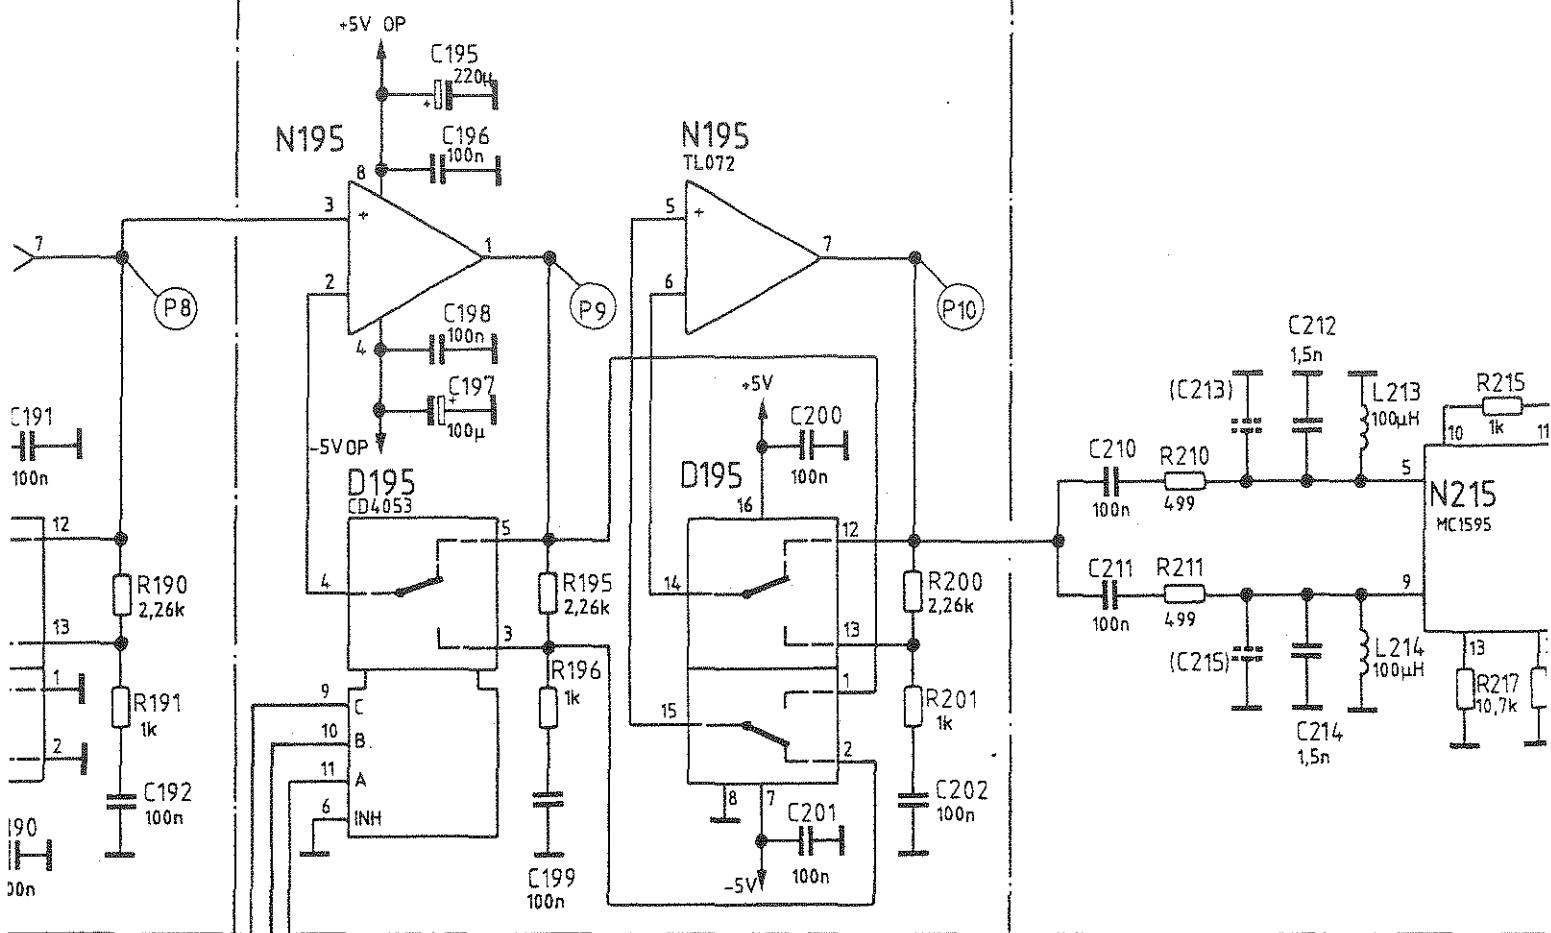 +5V OP
C195
220µ
+
N195
C196
100n
8
3
+
1
2
4
C198
100n
C197
+
100µ
-5V OP
P9
N195
TL072
5
+
7
6
P10
7
P8
C191
100n
12
R190
2,26k
13
1
R191
1k
2
C192
100n
190
00n
D195
CD4053
5
4
3
R195
2,26k
R196
1k
9
C
10
B
11
A
6
INH
C199
100n
+5V
C200
100n
D195
16
12
14
13
R200
2,26k
1
15
2
R201
1k
8
7
C201
100n
-5V
C202
100n
C210
100n
R210
499
C211
100n
R211
499
(C213)
C212
1,5n
L213
100µH
R215
1k
10
11
5
N215
MC1595
9
(C215)
C214
1,5n
L214
100µH
13
R217
10,7k